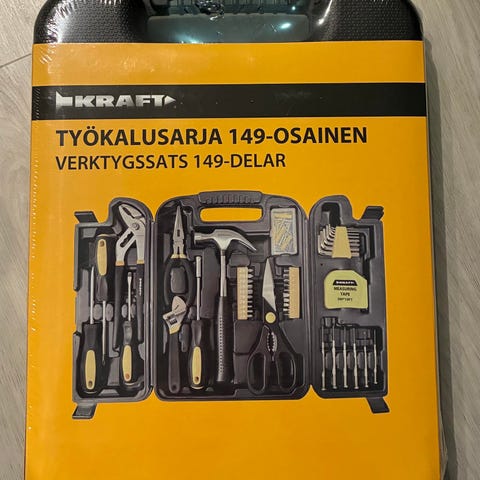 KRAFT
TYÖKALUSARJA 149-OSAINEN
VERKTYGSSATS 149-DELAR
KRAFT
MEASURING
TAPE